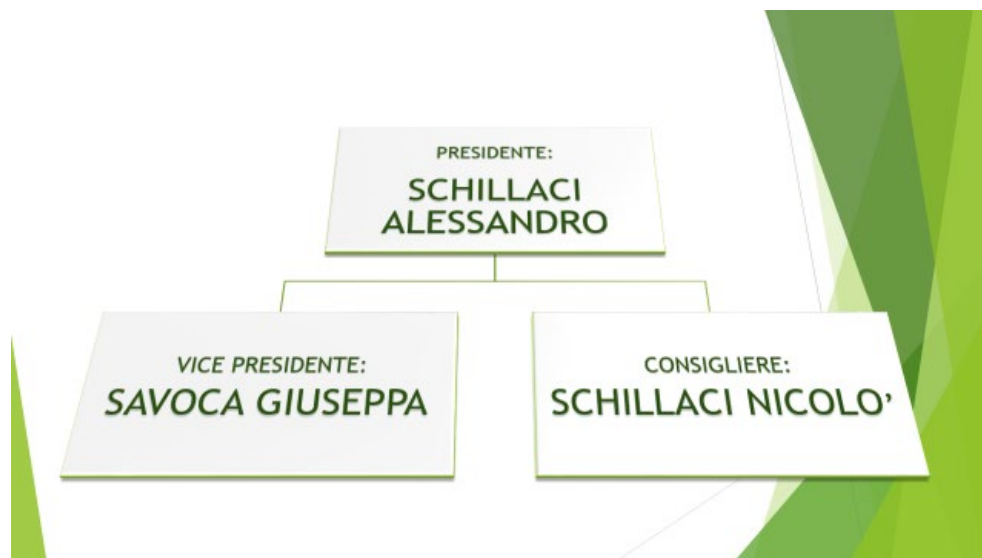 PRESIDENTE:
SCHILLACI
ALESSANDRO
VICE PRESIDENTE:
SAVOCA GIUSEPPA
CONSIGLIERE:
SCHILLACI NICOLO’